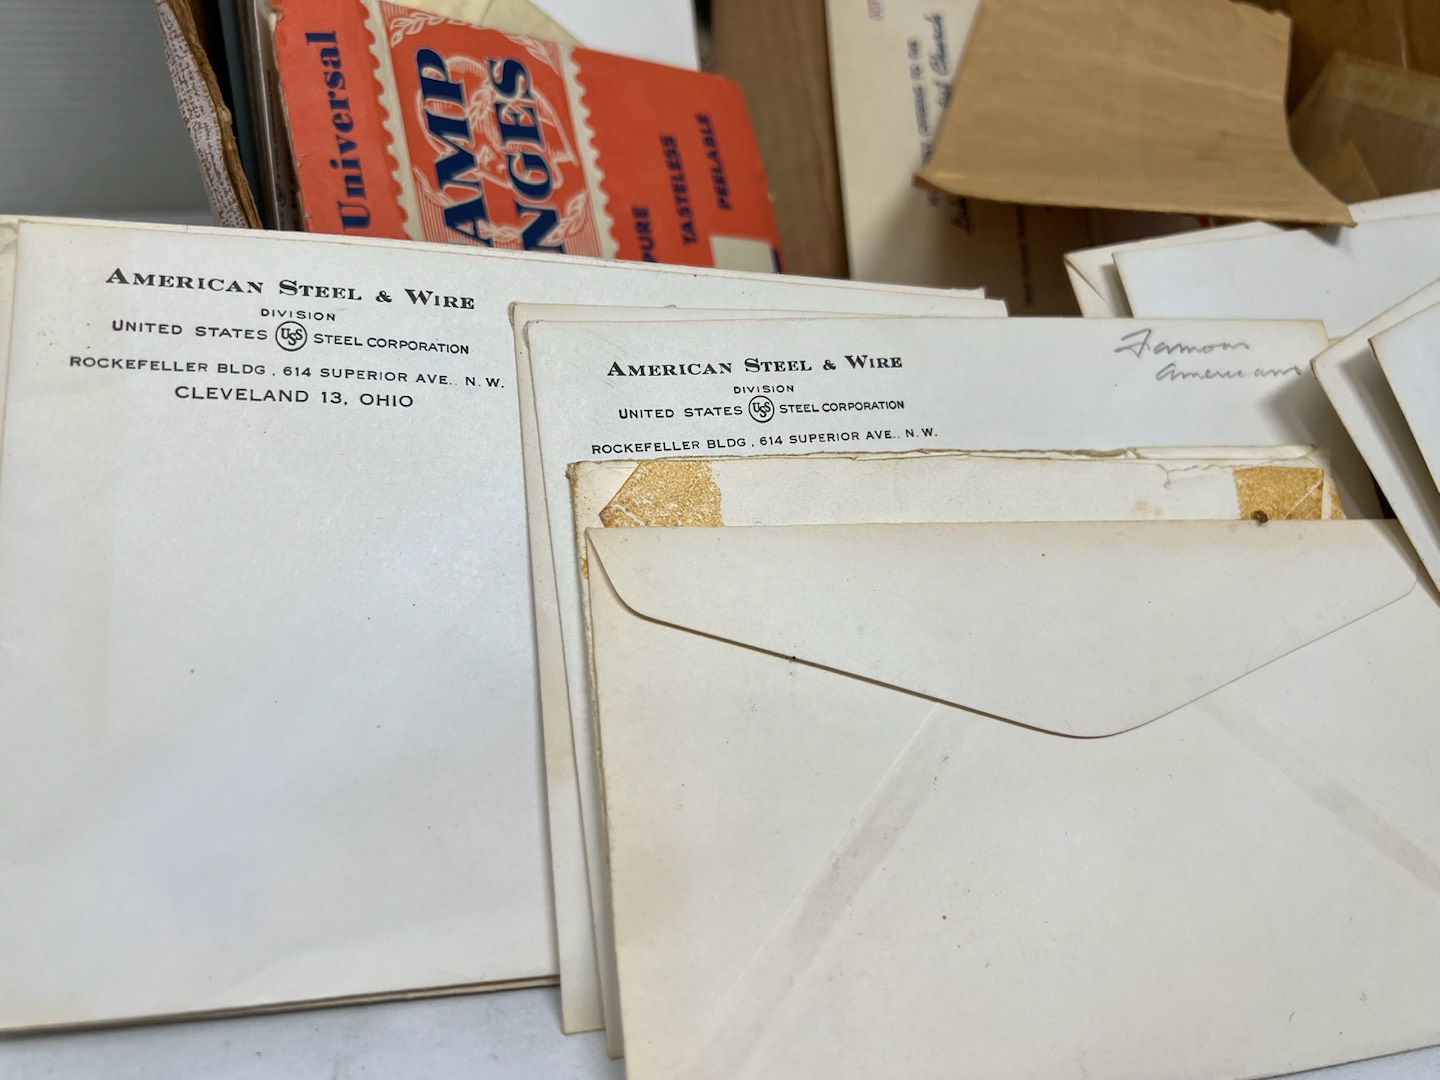 Universal
AMP
NGES
PURE
TASTELESS
PEELABLE
AMERICAN STEEL & WIRE
DIVISION
UNITED STATES USS STEEL CORPORATION
ROCKEFELLER BLDG., 614 SUPERIOR AVE., N. W.
CLEVELAND 13, OHIO
AMERICAN STEEL & WIRE
DIVISION
UNITED STATES USS STEEL CORPORATION
ROCKEFELLER BLDG., 614 SUPERIOR AVE., N. W.
Famous
Americans